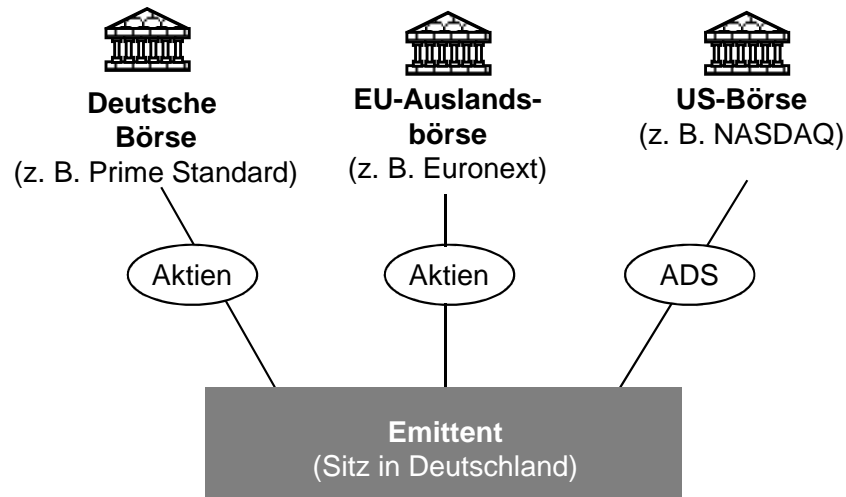 Deutsche
Börse
(z. B. Prime Standard)
EU-Auslands-
börse
(z. B. Euronext)
US-Börse
(z. B. NASDAQ)
Aktien
Aktien
ADS
Emittent
(Sitz in Deutschland)